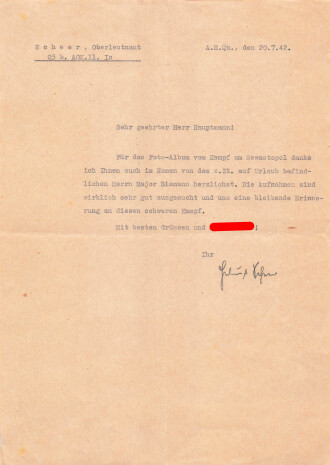 Scheer, Oberleutnant
A.H.Qu., den 20.7.42.
O3 b. AOK.11. Ic
Sehr geehrter Herr Hauptmann!
Für das Foto-Album vom Kampf um Sewastopol danke
ich Ihnen auch im Namen von dem z.Zt. auf Urlaub befind-
lichen Herrn Major herzlichst. Die Aufnahmen sind
wirklich sehr gut ausgesucht und uns eine bleibende Erinne-
rung an diesen schweren Kampf.
Mit besten Grüssen und !
Ihr